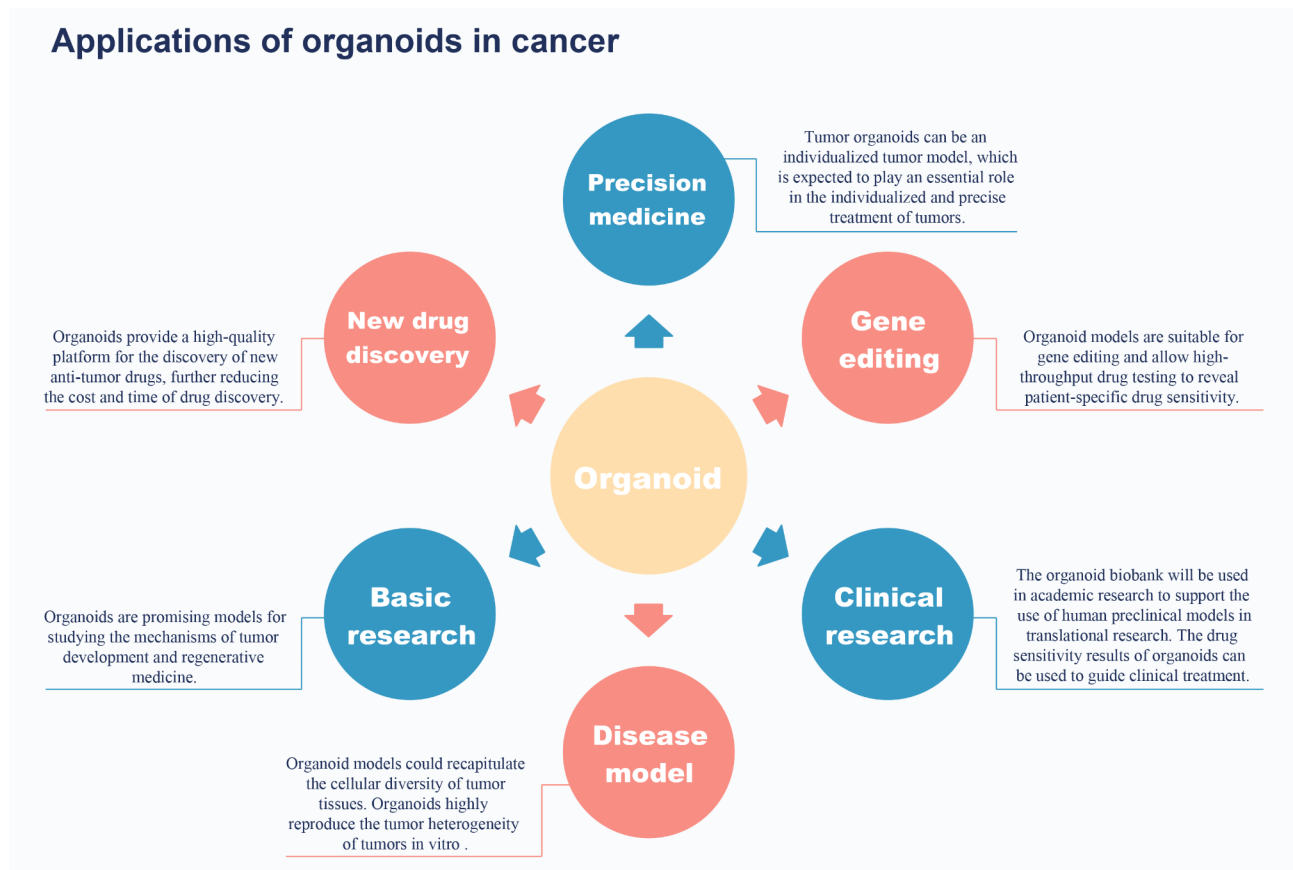 Applications of organoids in cancer
Precision
medicine
Tumor organoids can be an
individualized tumor model, which
is expected to play an essential role
in the individualized and precise
treatment of tumors.
New drug
discovery
Organoids provide a high-quality
platform for the discovery of new
anti-tumor drugs, further reducing
the cost and time of drug discovery.
Gene
editing
Organoid models are suitable for
gene editing and allow high-
throughput drug testing to reveal
patient-specific drug sensitivity.
Organoid
Basic
research
Organoids are promising models for
studying the mechanisms of tumor
development and regenerative
medicine.
Clinical
research
The organoid biobank will be used
in academic research to support the
use of human preclinical models in
translational research. The drug
sensitivity results of organoids can
be used to guide clinical treatment.
Disease
model
Organoid models could recapitulate
the cellular diversity of tumor
tissues. Organoids highly
reproduce the tumor heterogeneity
of tumors in vitro .